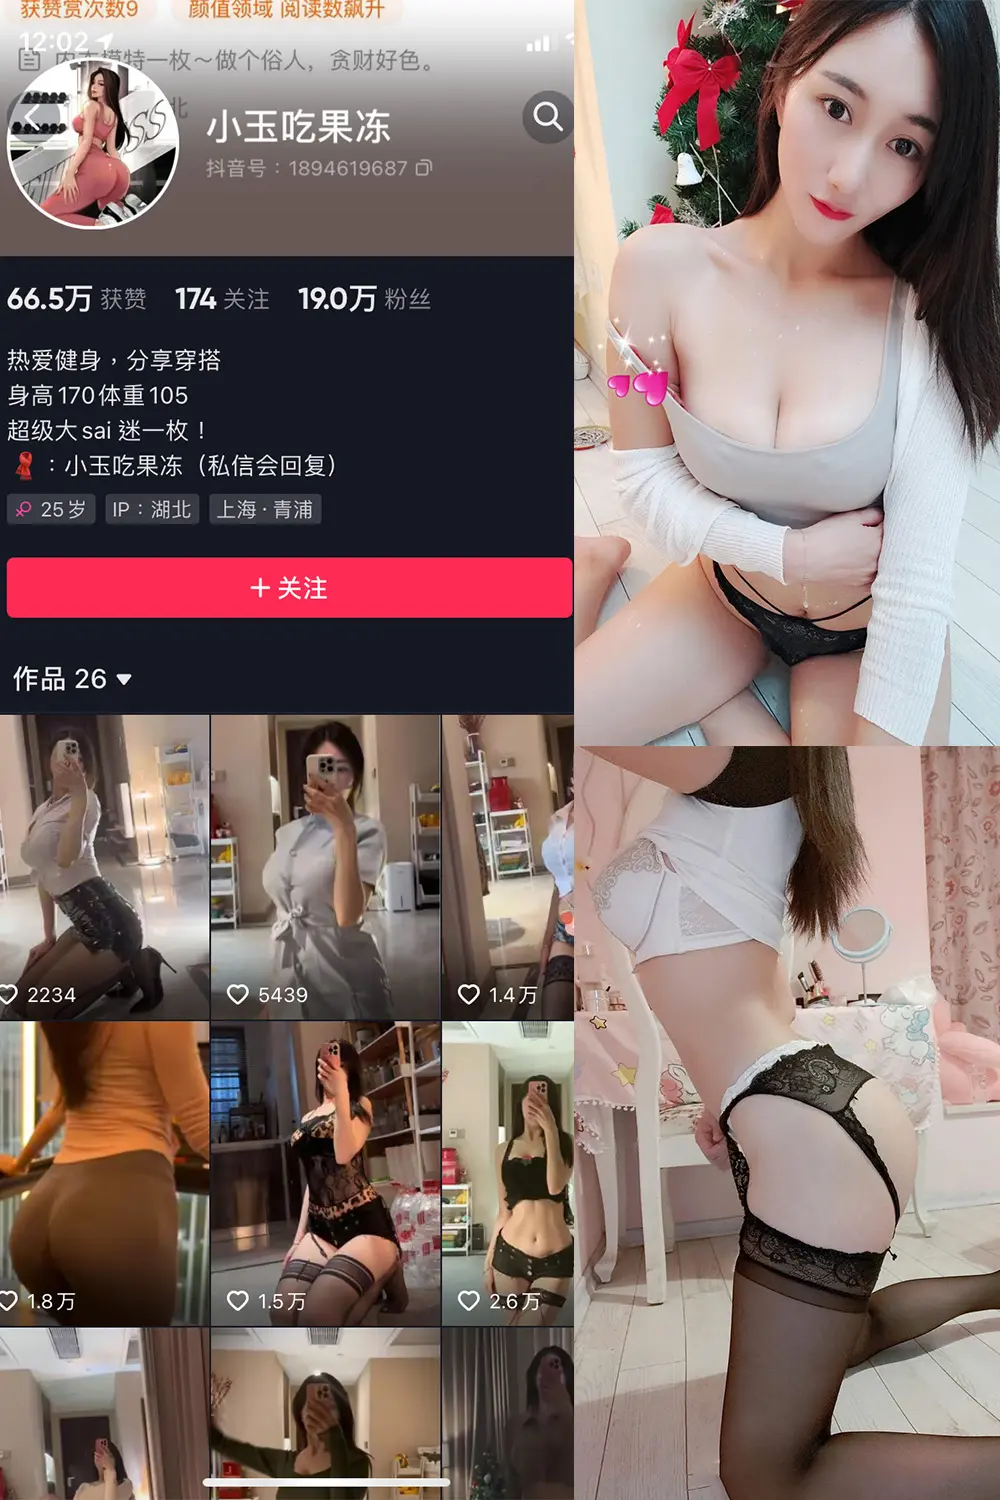 获赞赏次数9 颜值领域 阅读数飙升
12:02
内衣模特一枚～做个俗人，贪财好色。
北
小玉吃果冻
抖音号：1894619687
66.5万 获赞 174 关注 19.0万 粉丝
热爱健身，分享穿搭
身高170体重105
超级大sai 迷一枚！
：小玉吃果冻（私信会回复）
25岁 IP：湖北 上海·青浦
+ 关注
作品 26
2234 5439 1.4万
1.8万 1.5万 2.6万